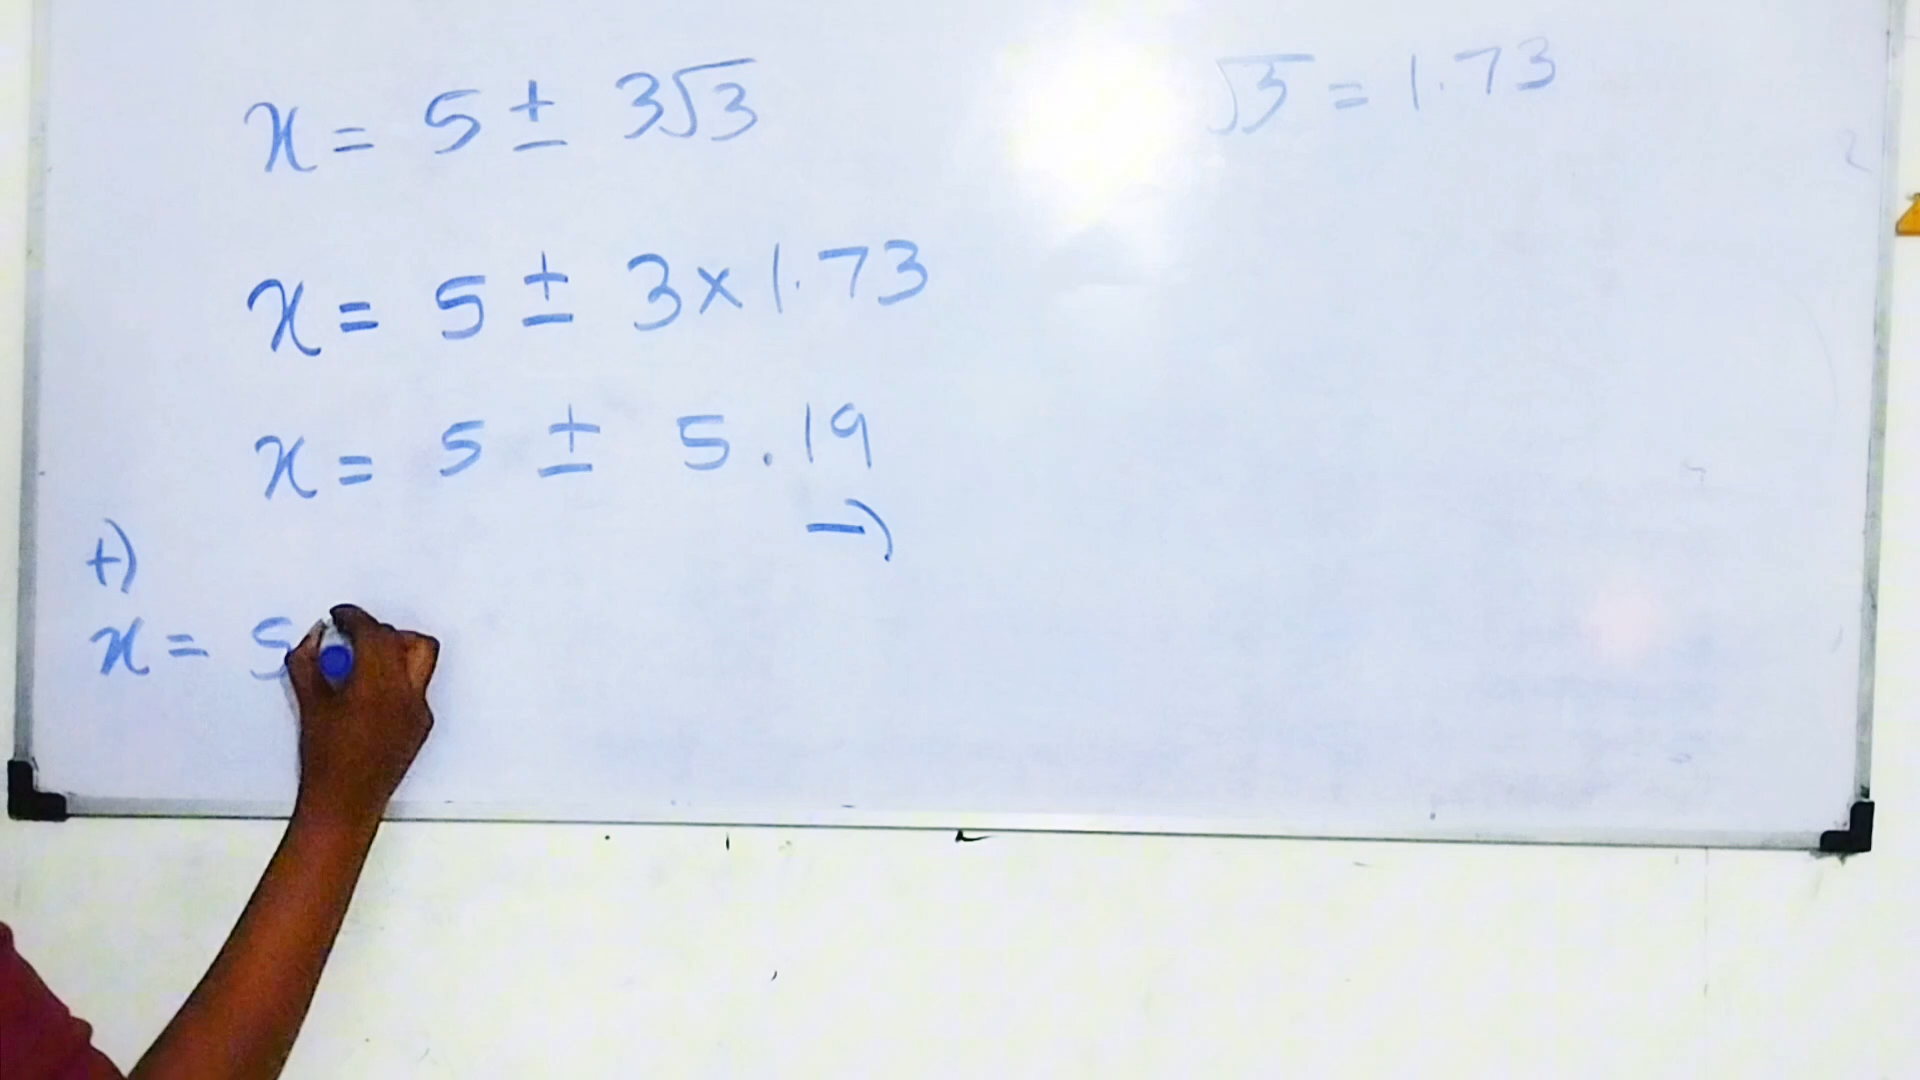 x = 5 ± 3√3
√3 = 1.73
x = 5 ± 3×1.73
x = 5 ± 5.19
+)
−)
x = 5